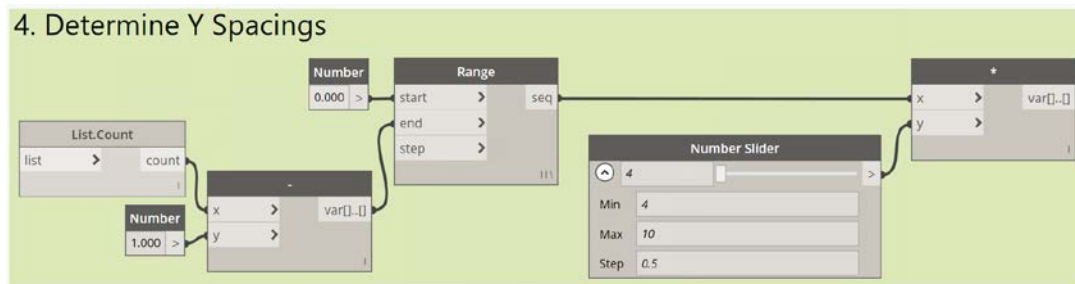 4. Determine Y Spacings
Number
0.000 >
Range
start > seq
end >
step >
List.Count
list > count
Number
1.000 >
-
x > var[]..[]
y >
Number Slider
4 >
Min 4
Max 10
Step 0.5
*
x > var[]..[]
y >